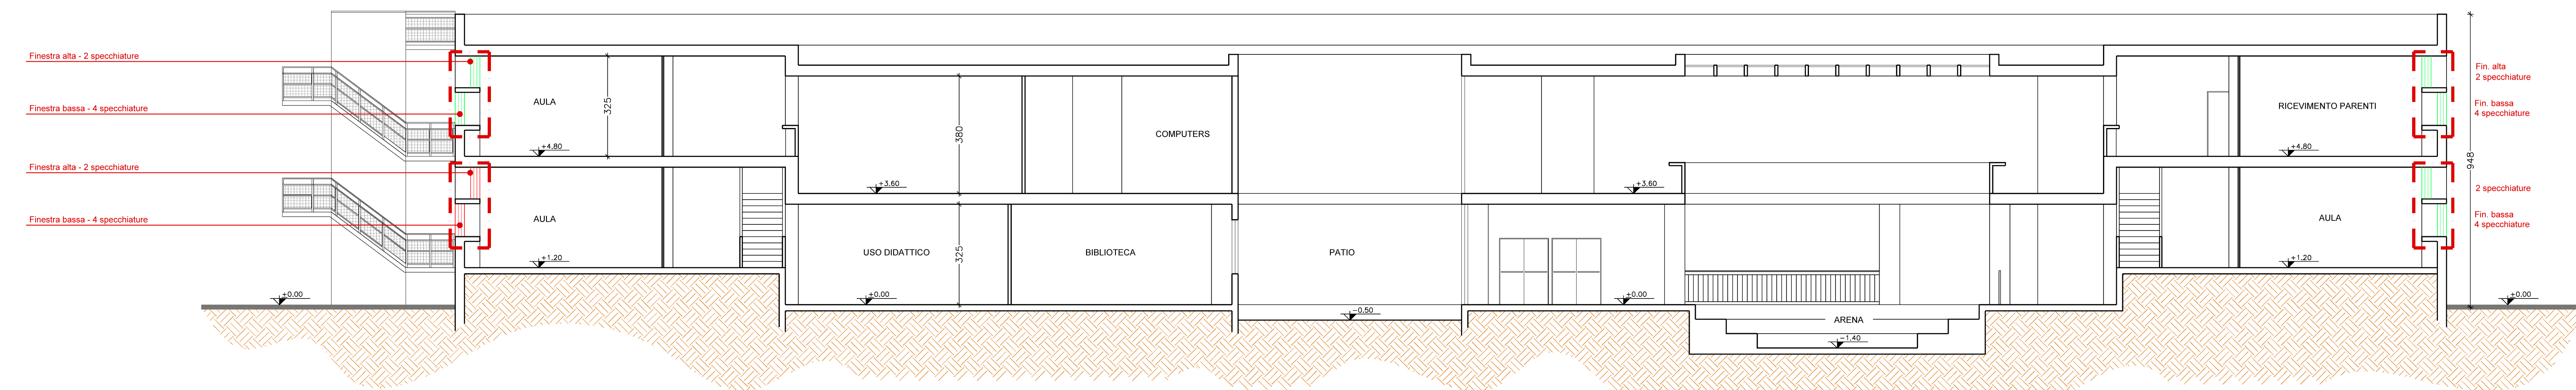 Finestra alta - 2 specchiature
Finestra bassa - 4 specchiature
Finestra alta - 2 specchiature
Finestra bassa - 4 specchiature
AULA
325
+4.80
380
COMPUTERS
+3.60
+3.60
RICEVIMENTO PARENTI
+4.80
Fin. alta
2 specchiature
Fin. bassa
4 specchiature
948
AULA
+1.20
USO DIDATTICO
325
BIBLIOTECA
PATIO
AULA
+1.20
2 specchiature
Fin. bassa
4 specchiature
+0.00
+0.00
-0.50
+0.00
ARENA
-1.40
+0.00